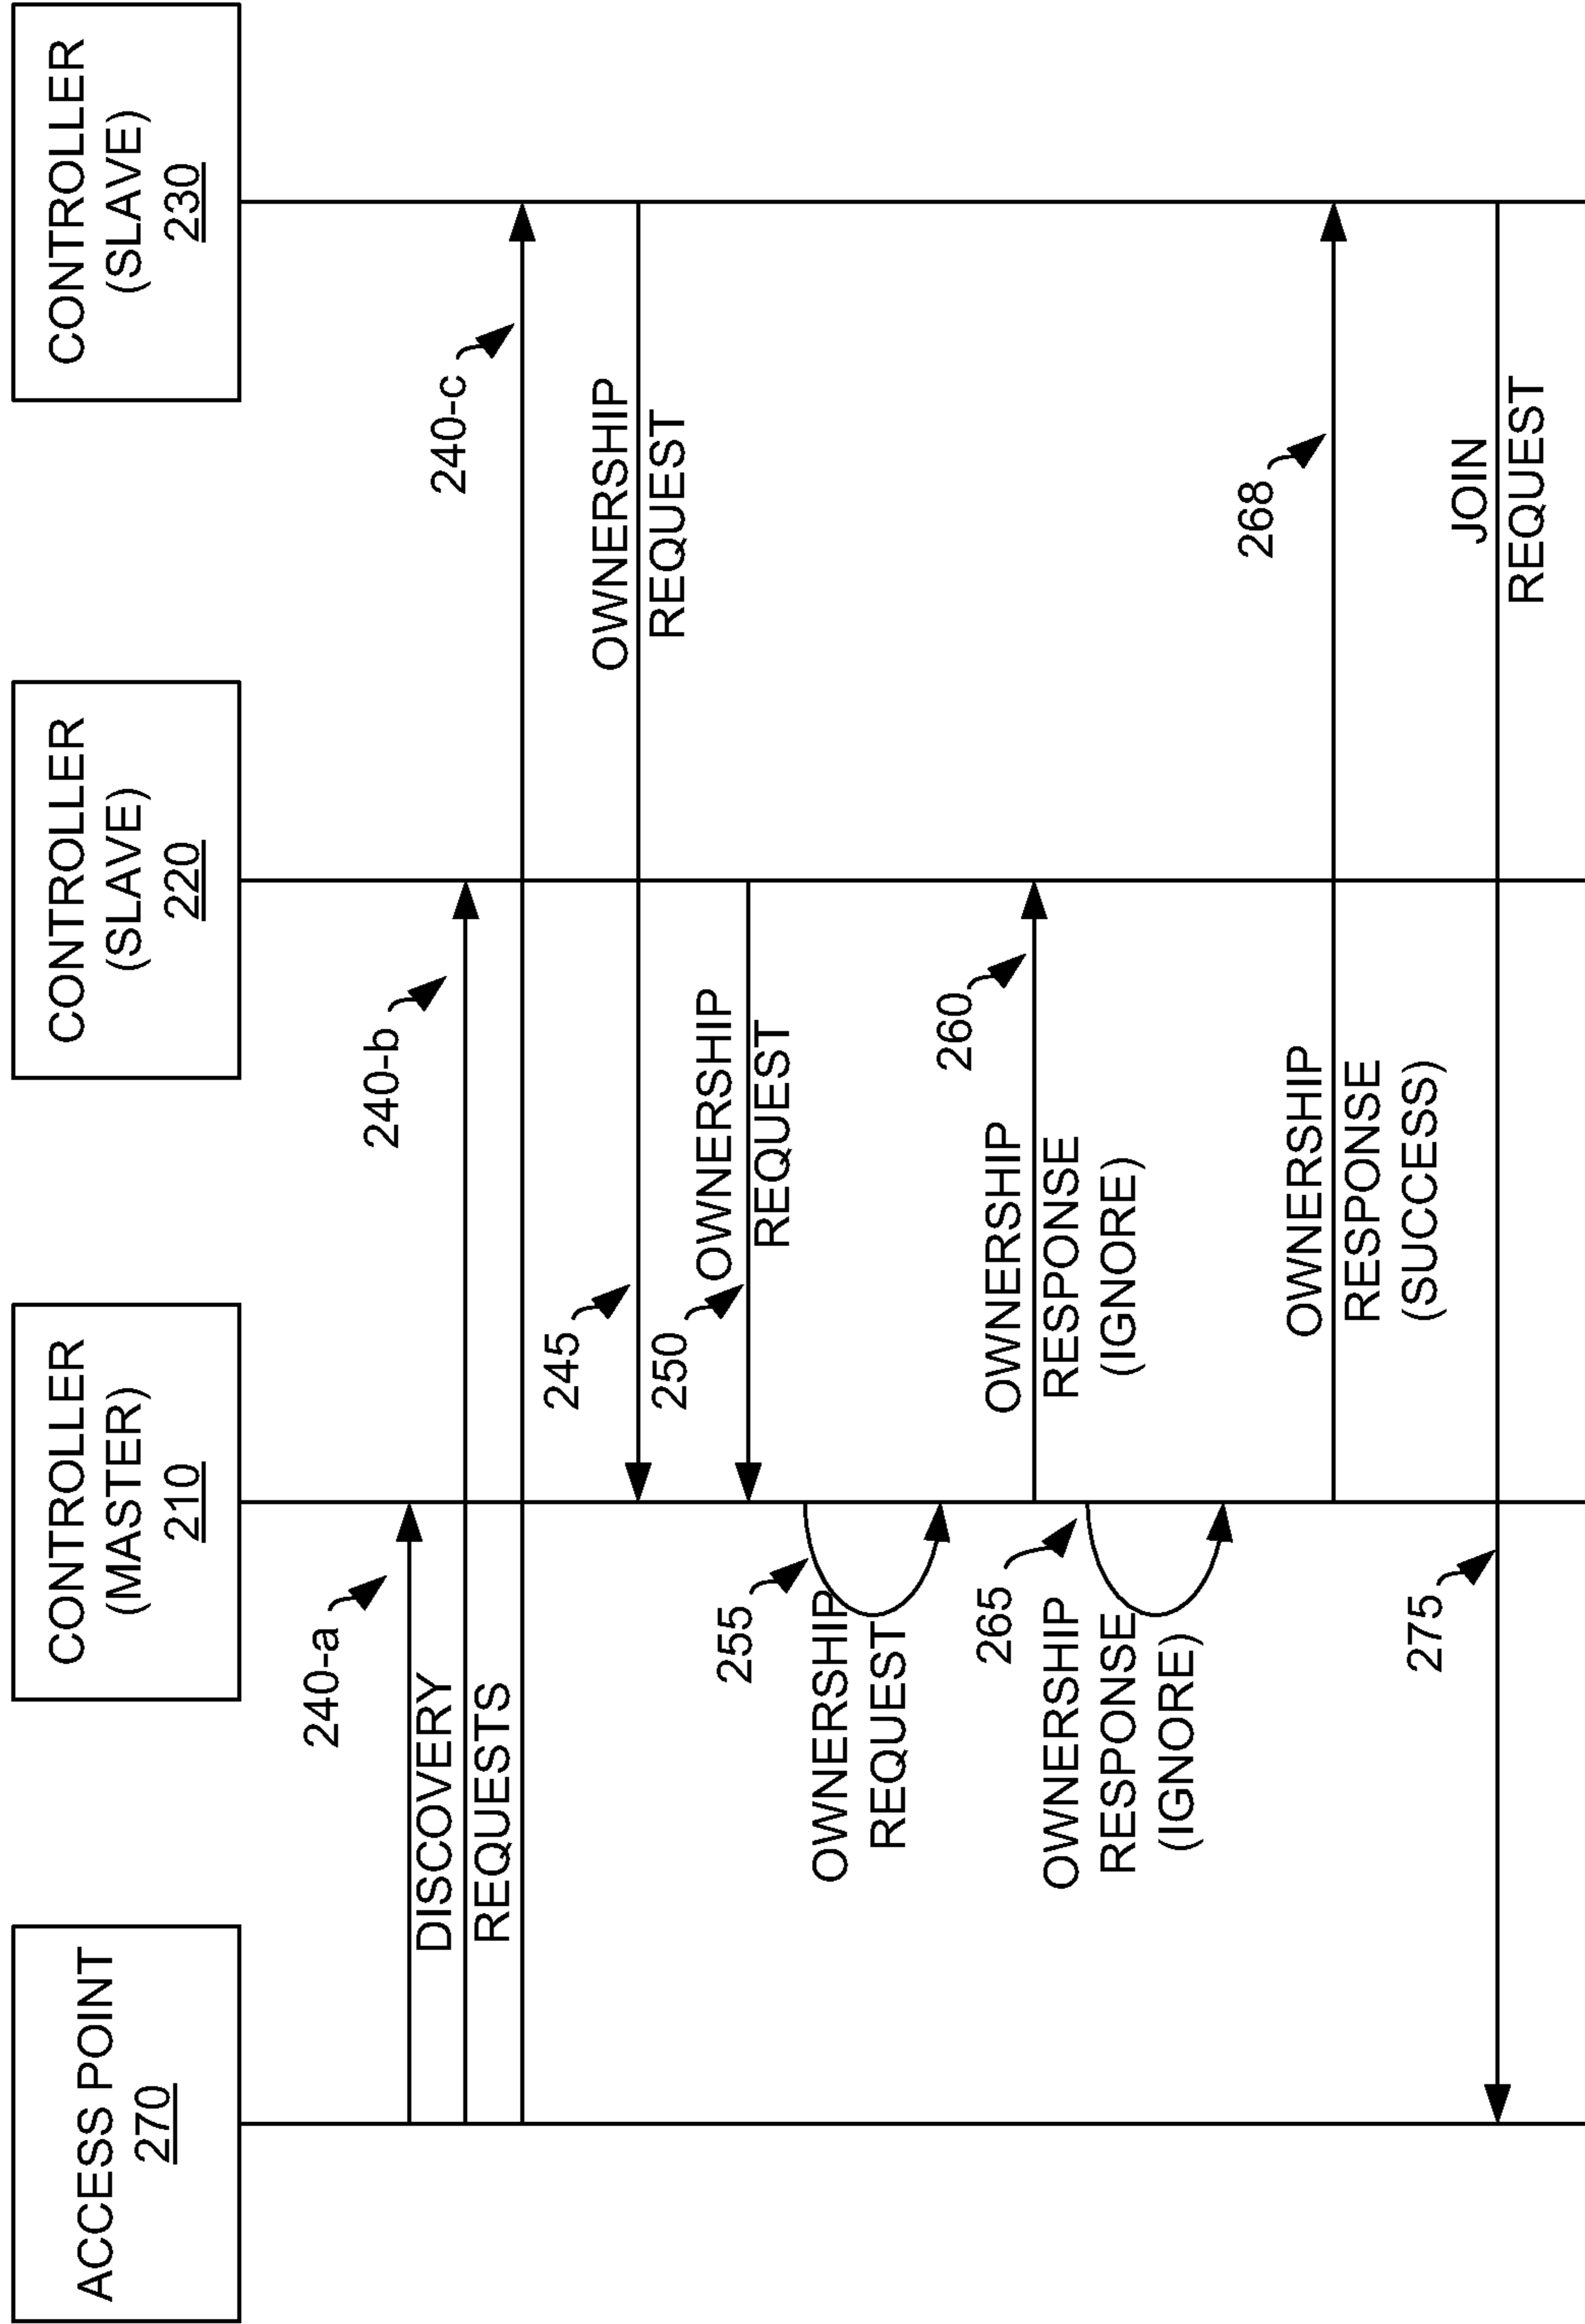 ACCESS POINT
270
CONTROLLER
(MASTER)
210
CONTROLLER
(SLAVE)
220
CONTROLLER
(SLAVE)
230
240-a
DISCOVERY
REQUESTS
240-b
240-c
245
OWNERSHIP
REQUEST
250
OWNERSHIP
REQUEST
255
OWNERSHIP
REQUEST
260
OWNERSHIP
RESPONSE
(IGNORE)
265
OWNERSHIP
RESPONSE
(IGNORE)
268
OWNERSHIP
RESPONSE
(SUCCESS)
275
JOIN
REQUEST